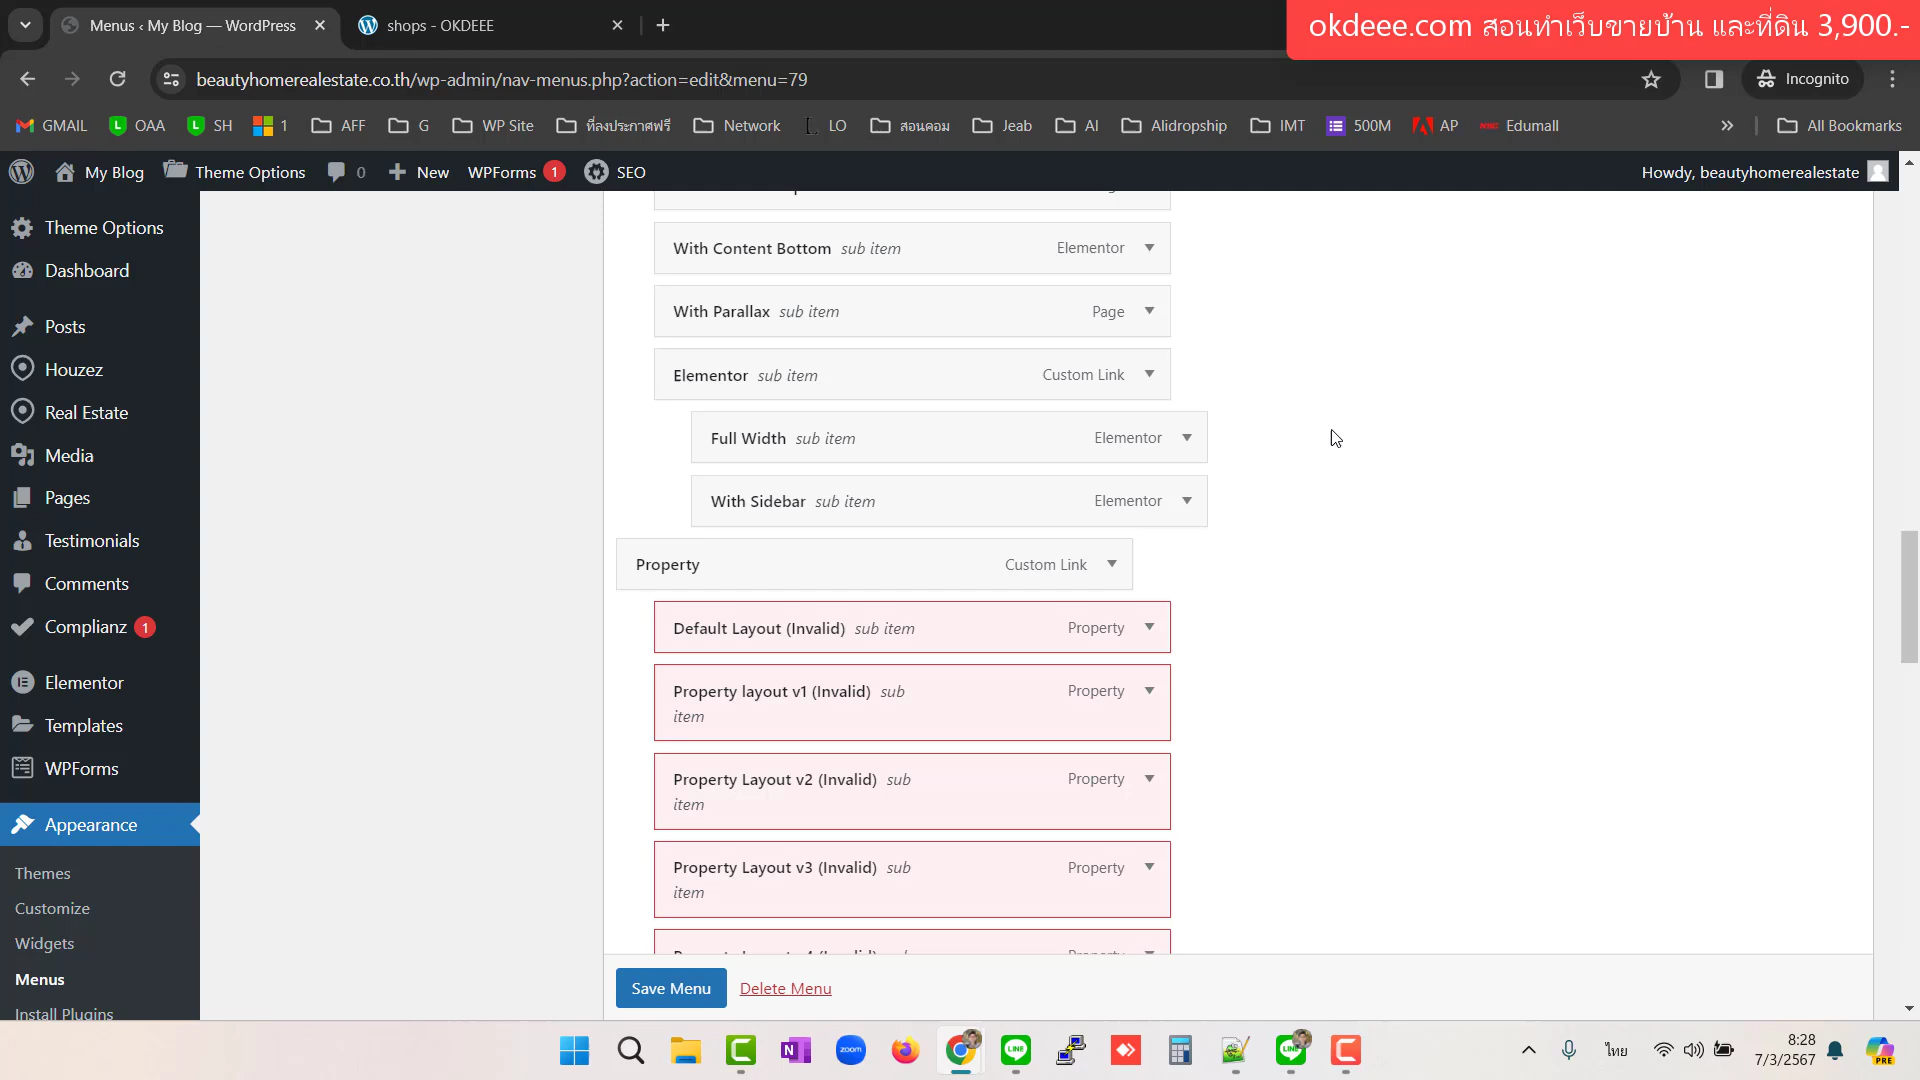 Menus ‹ My Blog — WordPress
shops - OKDEEE
okdeee.com สอนทำเว็บขายบ้าน และที่ดิน 3,900.-
beautyhomerealestate.co.th/wp-admin/nav-menus.php?action=edit&menu=79
Incognito
GMAIL
OAA
SH
1
AFF
G
WP Site
ที่ลงประกาศฟรี
Network
LO
สอนคอม
Jeab
AI
Alidropship
IMT
500M
AP
Edumall
All Bookmarks
My Blog
Theme Options
0
New
WPForms 1
SEO
Howdy, beautyhomerealestate
Theme Options
Dashboard
Posts
Houzez
Real Estate
Media
Pages
Testimonials
Comments
Complianz 1
Elementor
Templates
WPForms
Appearance
Themes
Customize
Widgets
Menus
Install Plugins
With Content Bottom sub item Elementor
With Parallax sub item Page
Elementor sub item Custom Link
Full Width sub item Elementor
With Sidebar sub item Elementor
Property Custom Link
Default Layout (Invalid) sub item Property
Property layout v1 (Invalid) sub Property
item
Property Layout v2 (Invalid) sub Property
item
Property Layout v3 (Invalid) sub Property
item
Save Menu
Delete Menu
zoom
LINE
ไทย
8:28
7/3/2567
PRE